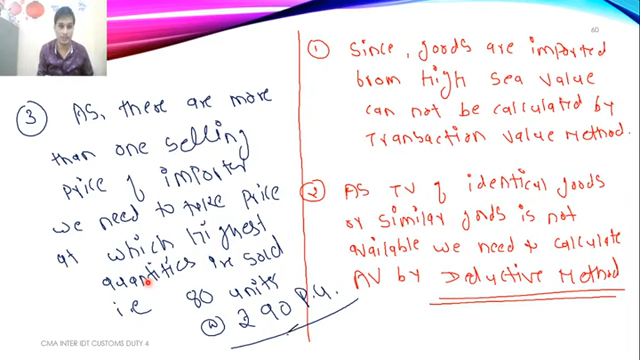 60
① Since, goods are imported
from High Sea Value
can not be calculated by
Transaction Value Method.
② AS TV of identical goods
or similar goods is not
available we need to calculate
AV by Deductive Method
③ AS, there are more
than one selling
price of importer
we need to take price
at which highest
quantities are sold
i.e 80 units
@ 290 P.U.
CMA INTER IDT CUSTOMS DUTY 4